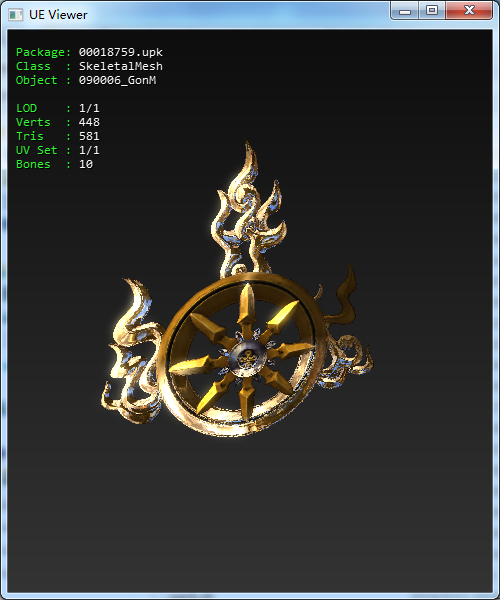 UE Viewer
Package: 00018759.upk
Class : SkeletalMesh
Object : 090006_GonM
LOD : 1/1
Verts : 448
Tris : 581
UV Set : 1/1
Bones : 10